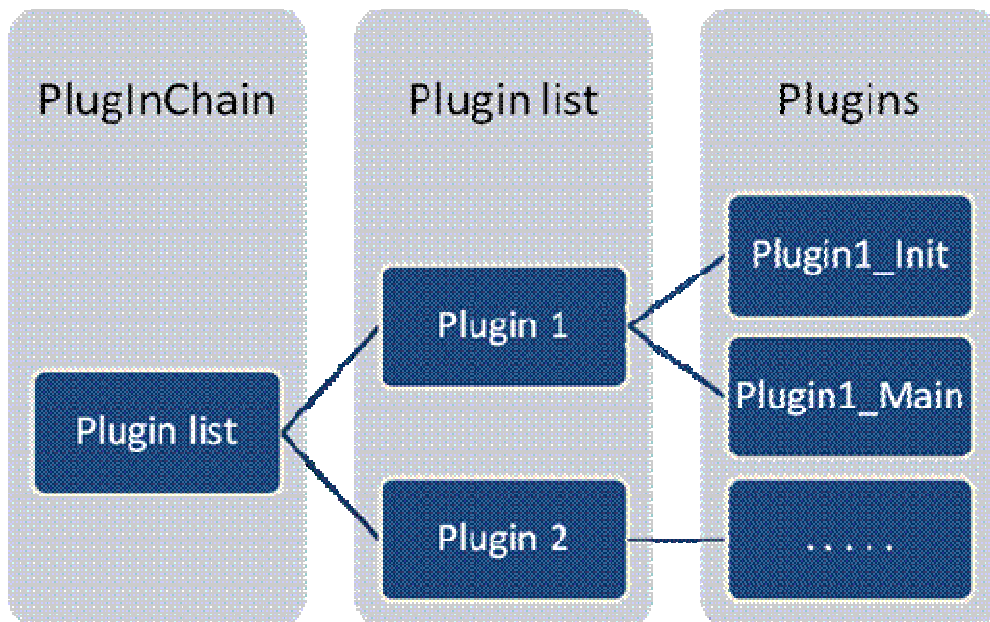 PlugInChain
Plugin list
Plugins
Plugin list
Plugin 1
Plugin 2
Plugin1_Init
Plugin1_Main
.....